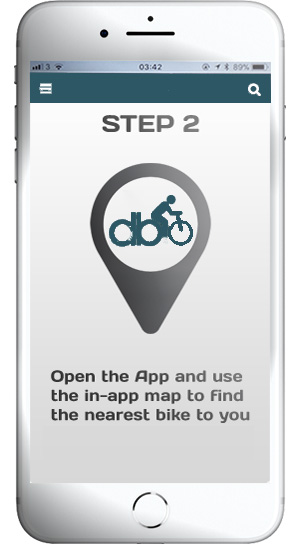 3 03:42 89%
STEP 2
db
Open the App and use
the in-app map to find
the nearest bike to you